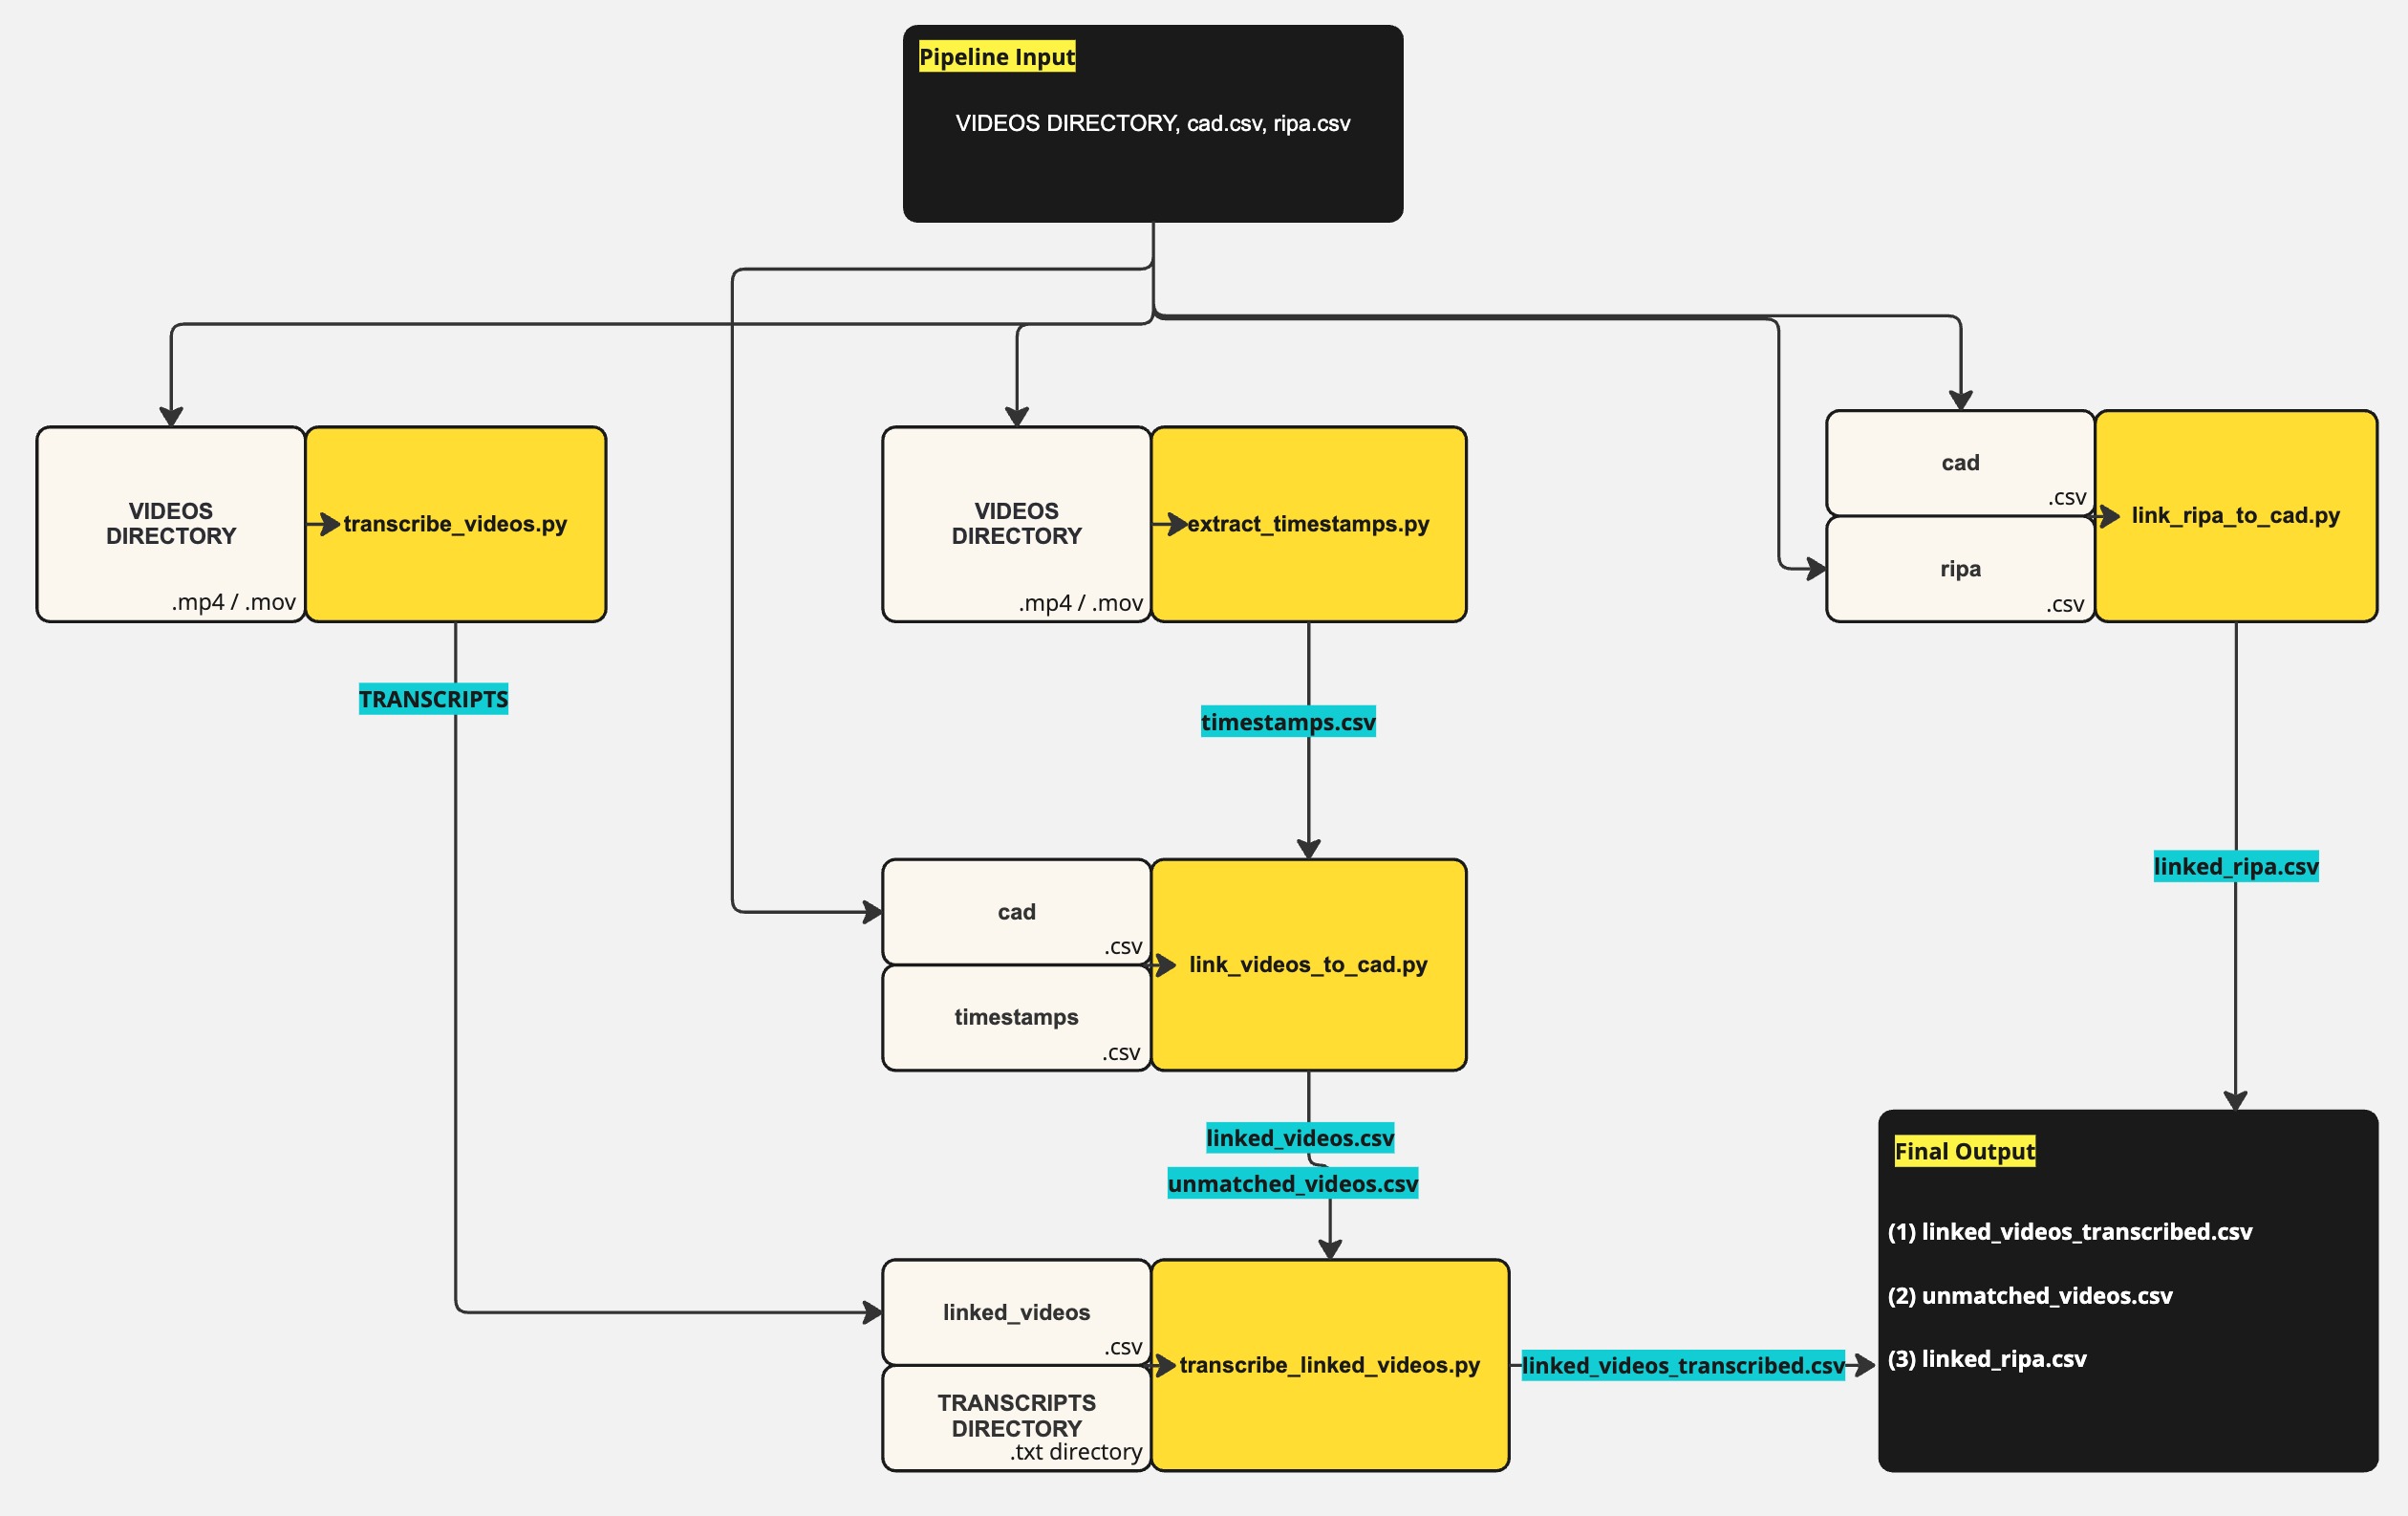 Pipeline Input
VIDEOS DIRECTORY, cad.csv, ripa.csv
VIDEOS
DIRECTORY
.mp4 / .mov
transcribe_videos.py
VIDEOS
DIRECTORY
.mp4 / .mov
extract_timestamps.py
cad
.csv
ripa
.csv
link_ripa_to_cad.py
TRANSCRIPTS
timestamps.csv
linked_ripa.csv
cad
.csv
timestamps
.csv
link_videos_to_cad.py
linked_videos.csv
unmatched_videos.csv
linked_videos
.csv
TRANSCRIPTS
DIRECTORY
.txt directory
transcribe_linked_videos.py
linked_videos_transcribed.csv
Final Output
(1) linked_videos_transcribed.csv
(2) unmatched_videos.csv
(3) linked_ripa.csv